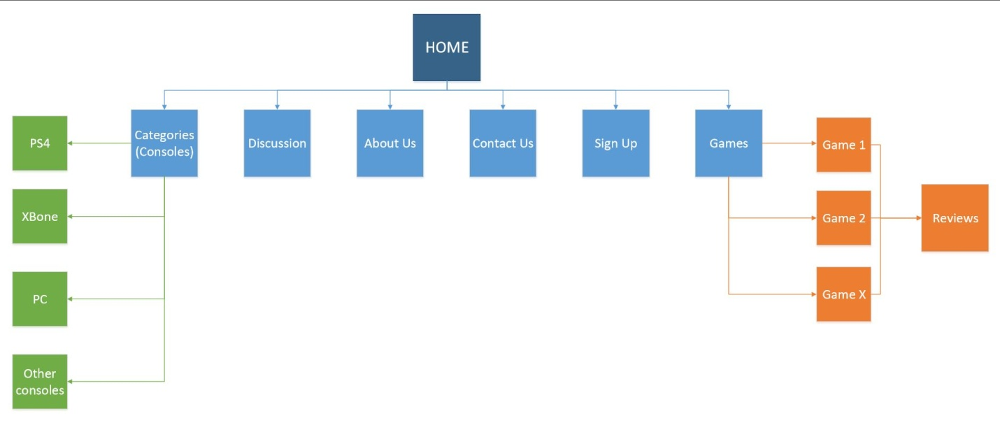 HOME
Categories
(Consoles)
Discussion
About Us
Contact Us
Sign Up
Games
PS4
XBone
PC
Other
consoles
Game 1
Game 2
Game X
Reviews